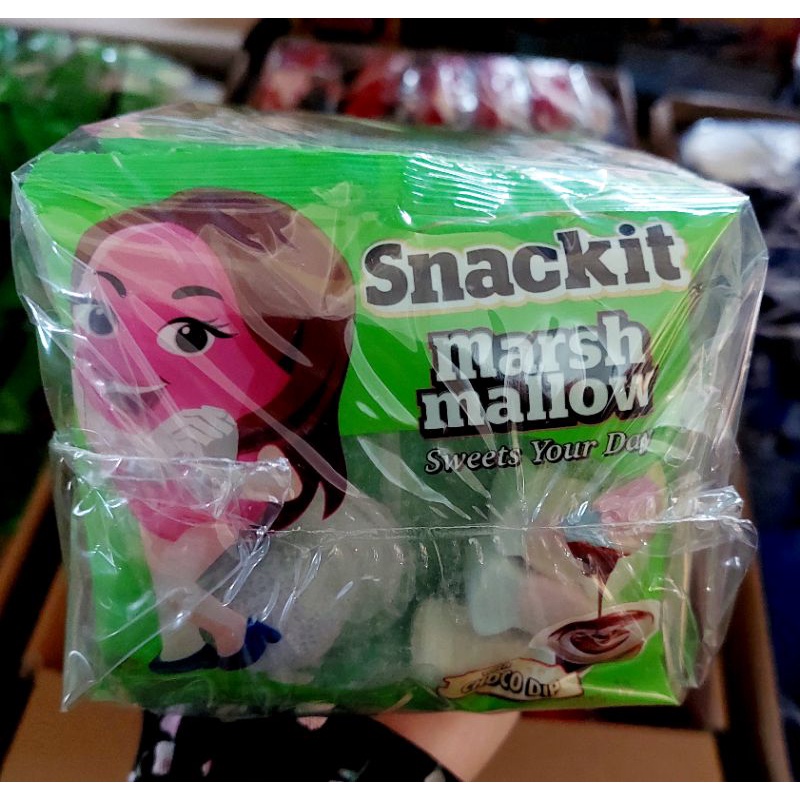 Snackit
marsh
mallow
Sweets Your Day
CHOCO DIP